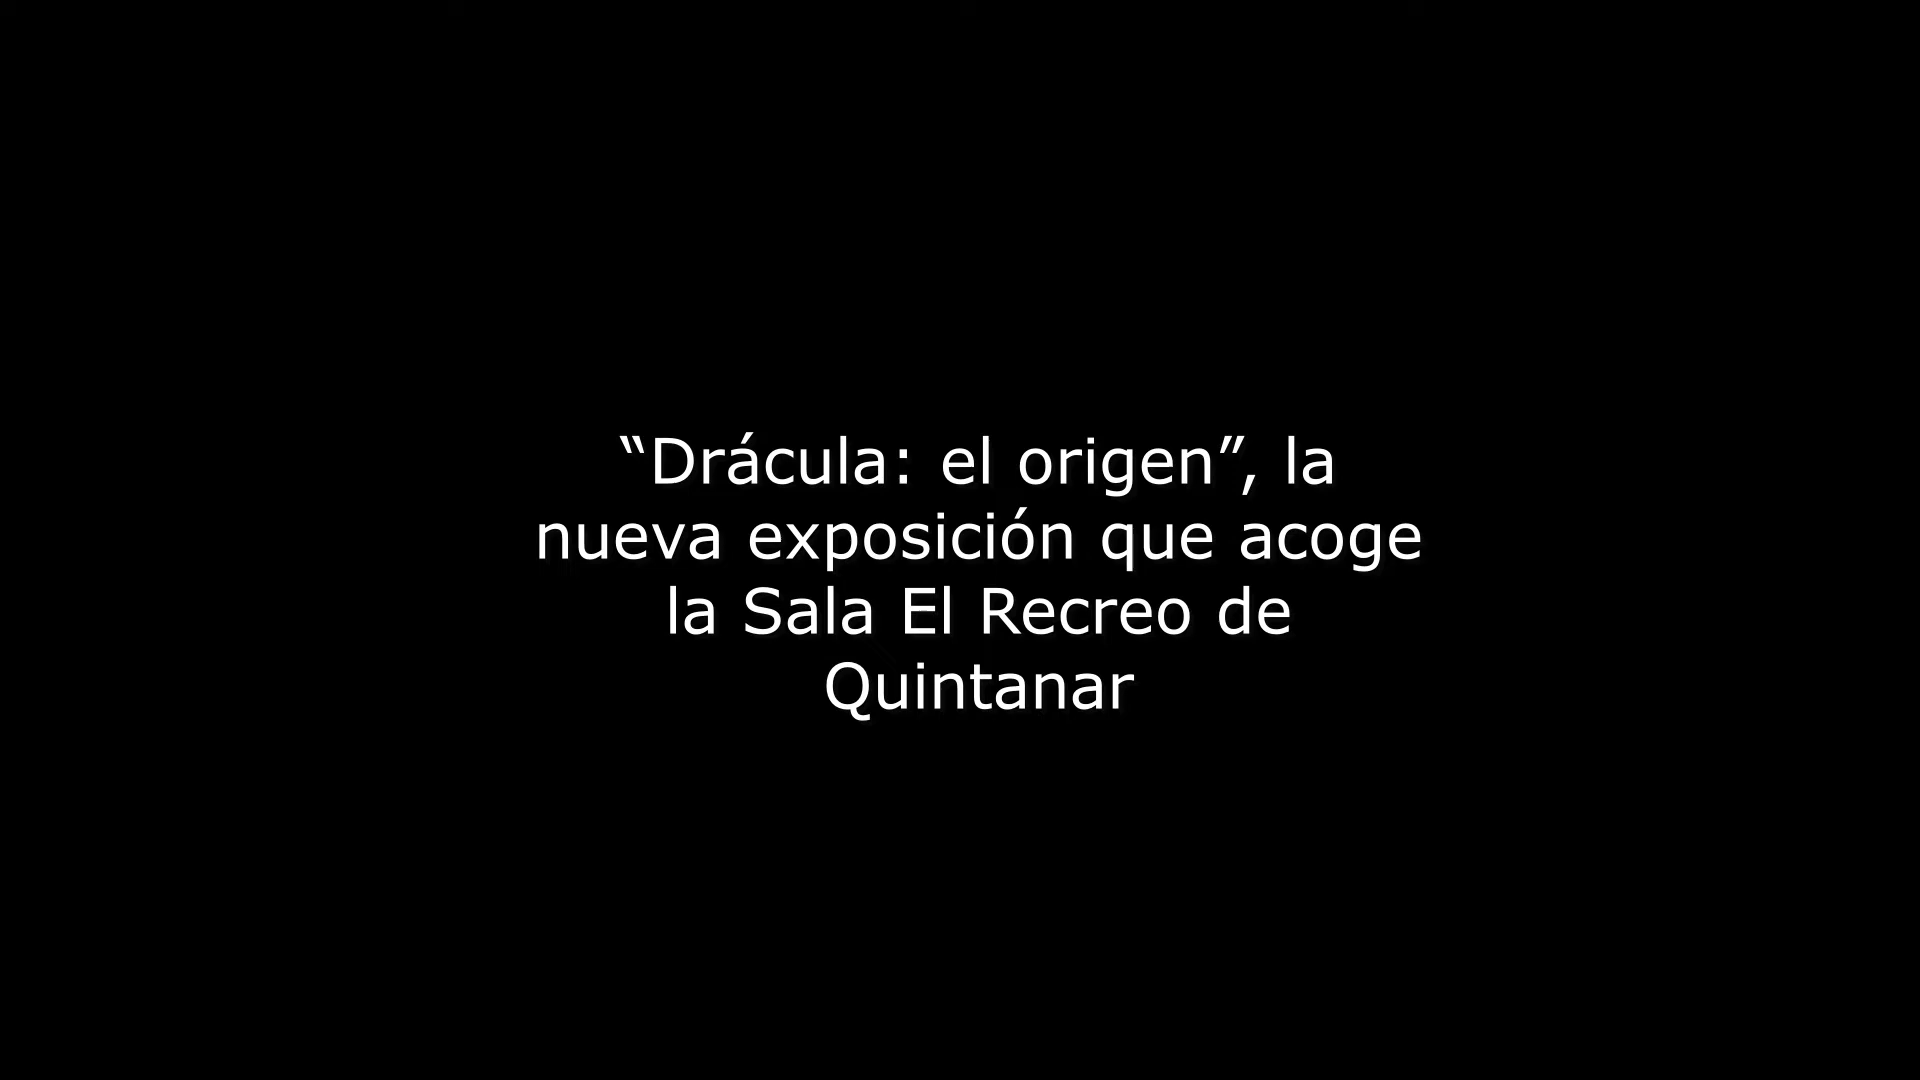 “Drácula: el origen”, la
nueva exposición que acoge
la Sala El Recreo de
Quintanar